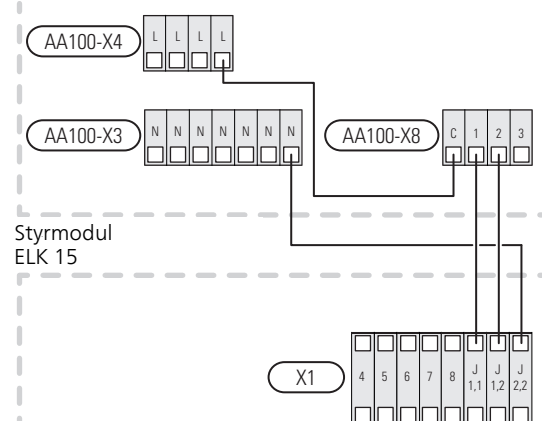 AA100-X4 L L L L
AA100-X3 N N N N N N N AA100-X8 C 1 2 3
Styrmodul
ELK 15
X1 4 5 6 7 8 J 1,1 J 1,2 J 2,2